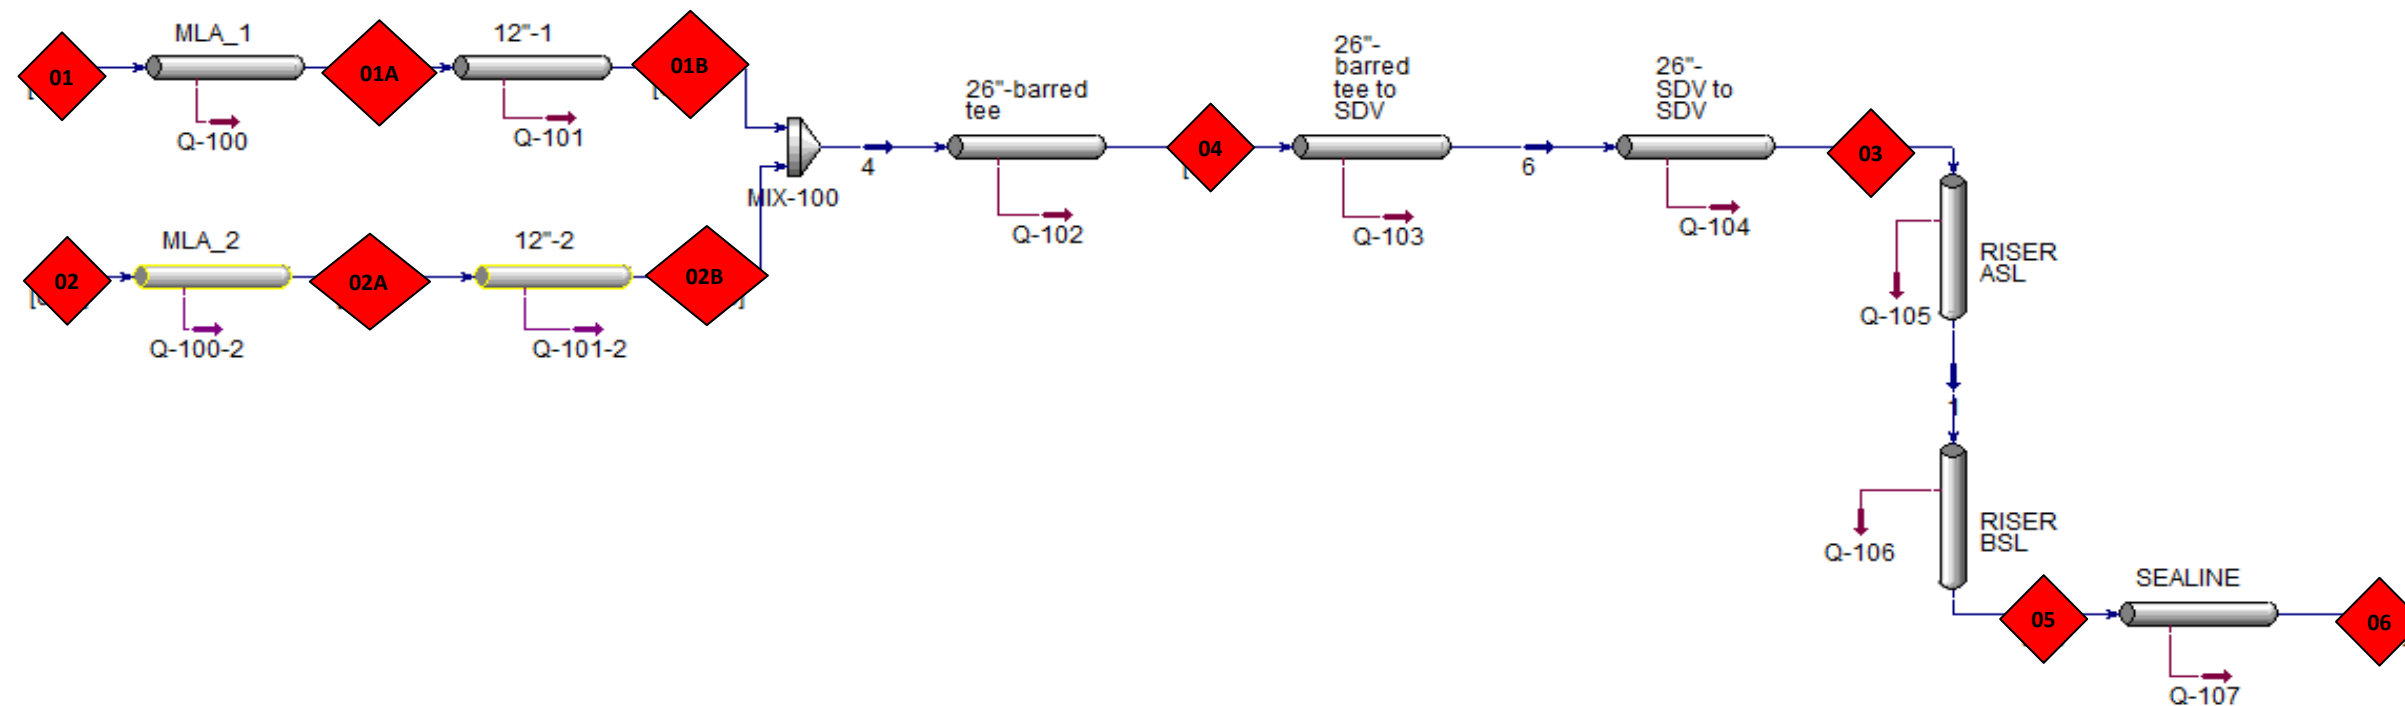 MLA_1
12"-1
01
01A
01B
Q-100
Q-101
26"-barred
tee
26"-
barred
tee to
SDV
26"-
SDV to
SDV
MIX-100
4
04
6
03
Q-102
Q-103
Q-104
MLA_2
12"-2
02
02A
02B
Q-100-2
Q-101-2
RISER
ASL
Q-105
1
RISER
BSL
Q-106
SEALINE
05
06
Q-107